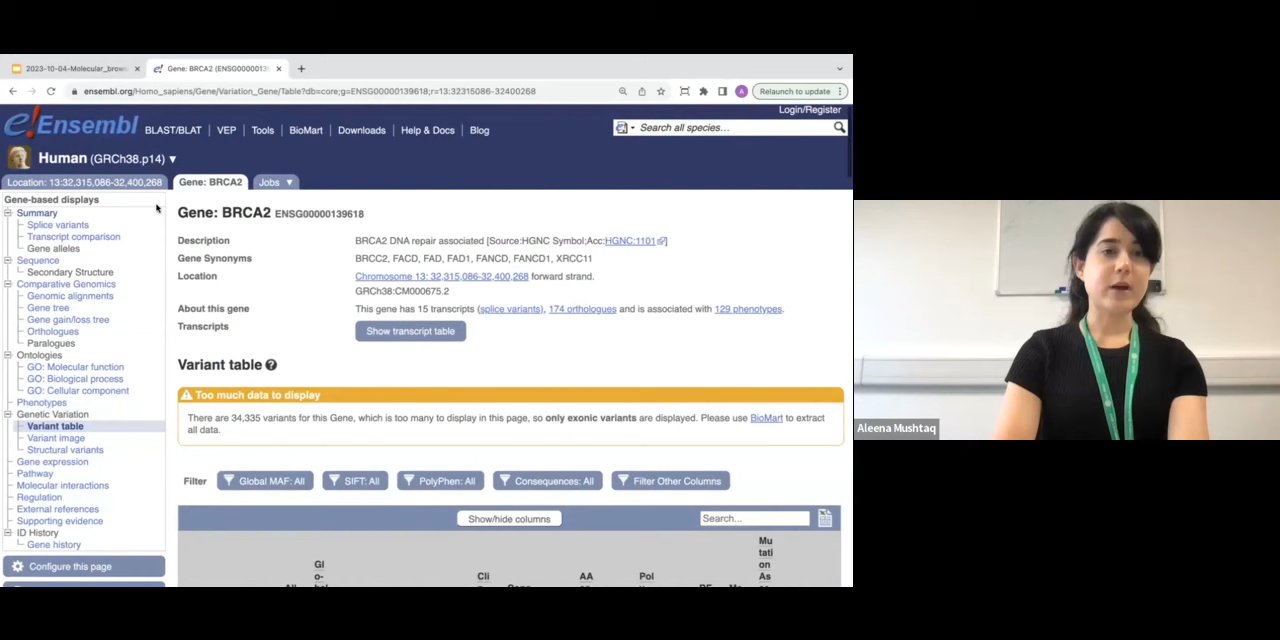 2023-10-04-Molecular_brows
Gene: BRCA2 (ENSG00000139
ensembl.org/Homo_sapiens/Gene/Variation_Gene/Table?db=core;g=ENSG00000139618;r=13:32315086-32400268
A
Relaunch to update
Login/Register
e!Ensembl
BLAST/BLAT | VEP | Tools | BioMart | Downloads | Help & Docs | Blog
Search all species…
Human (GRCh38.p14) ▼
Location: 13:32,315,086-32,400,268
Gene: BRCA2
Jobs ▼
Gene-based displays
Summary
Splice variants
Transcript comparison
Gene alleles
Sequence
Secondary Structure
Comparative Genomics
Genomic alignments
Gene tree
Gene gain/loss tree
Orthologues
Paralogues
Ontologies
GO: Molecular function
GO: Biological process
GO: Cellular component
Phenotypes
Genetic Variation
Variant table
Variant image
Structural variants
Gene expression
Pathway
Molecular interactions
Regulation
External references
Supporting evidence
ID History
Gene history
Configure this page
Gene: BRCA2 ENSG00000139618
Description BRCA2 DNA repair associated [Source:HGNC Symbol;Acc:HGNC:1101]
Gene Synonyms BRCC2, FACD, FAD, FAD1, FANCD, FANCD1, XRCC11
Location Chromosome 13: 32,315,086-32,400,268 forward strand.
GRCh38:CM000675.2
About this gene This gene has 15 transcripts (splice variants), 174 orthologues and is associated with 129 phenotypes.
Transcripts Show transcript table
Variant table ?
Too much data to display
There are 34,335 variants for this Gene, which is too many to display in this page, so only exonic variants are displayed. Please use BioMart to extract
all data.
Filter Global MAF: All SIFT: All PolyPhen: All Consequences: All Filter Other Columns
Show/hide columns
Search...
Mu
tati
on
As
Gl
o-
Cli
AA
Pol
Aleena Mushtaq